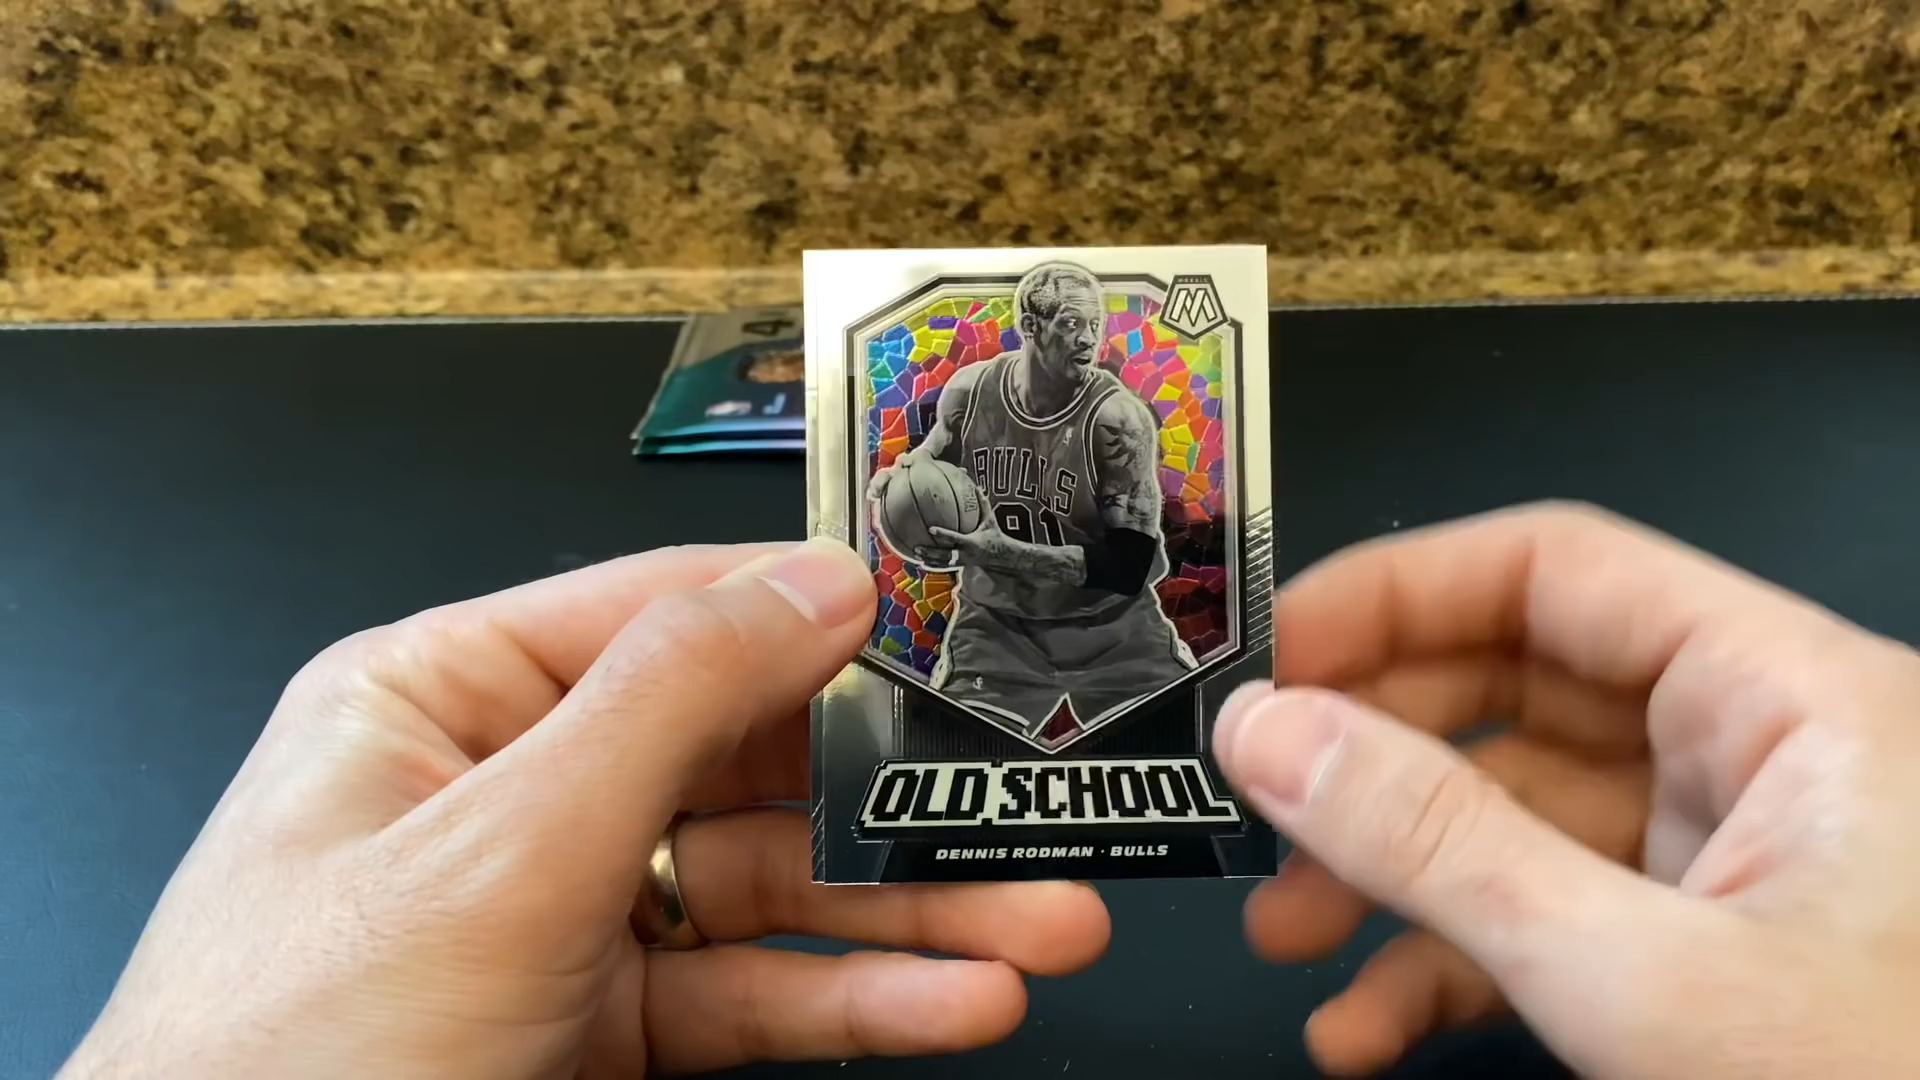 MOSAIC
BULLS
91
OLD SCHOOL
DENNIS RODMAN · BULLS